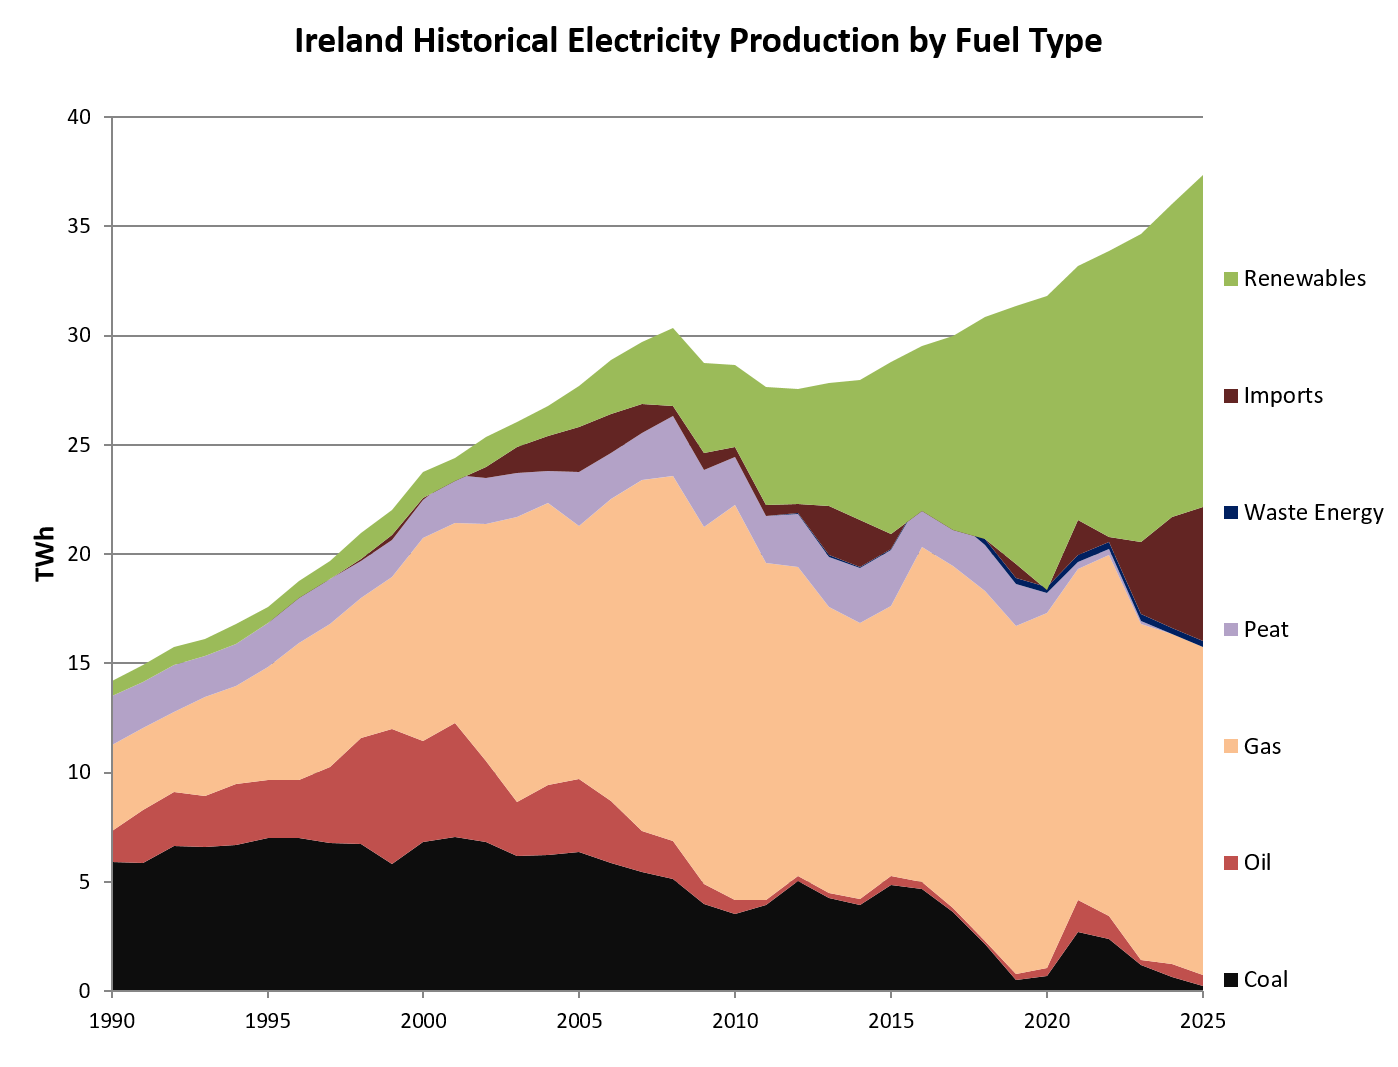 Ireland Historical Electricity Production by Fuel Type
TWh
40
35
30
25
20
15
10
5
0
1990 1995 2000 2005 2010 2015 2020 2025
Renewables
Imports
Waste Energy
Peat
Gas
Oil
Coal